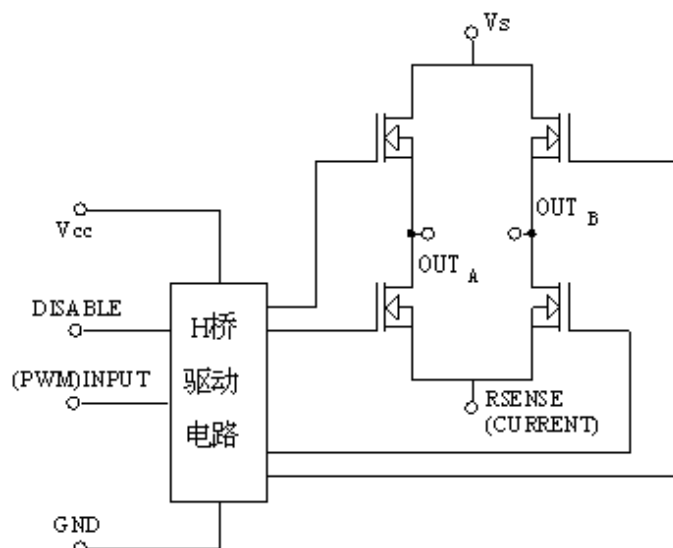 Vs
Vcc
OUT B
OUT A
DISABLE
H桥
驱动
电路
(PWM)INPUT
RSENSE
(CURRENT)
GND